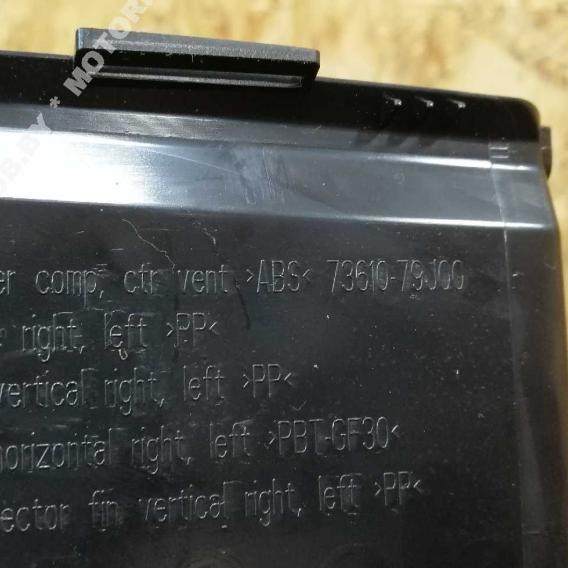 er comp, ctr vent >ABS< 73610-79J00
right, left >PP<
vertical right, left >PP<
horizontal right, left >PBT-GF30<
ector fin vertical right, left >PP<